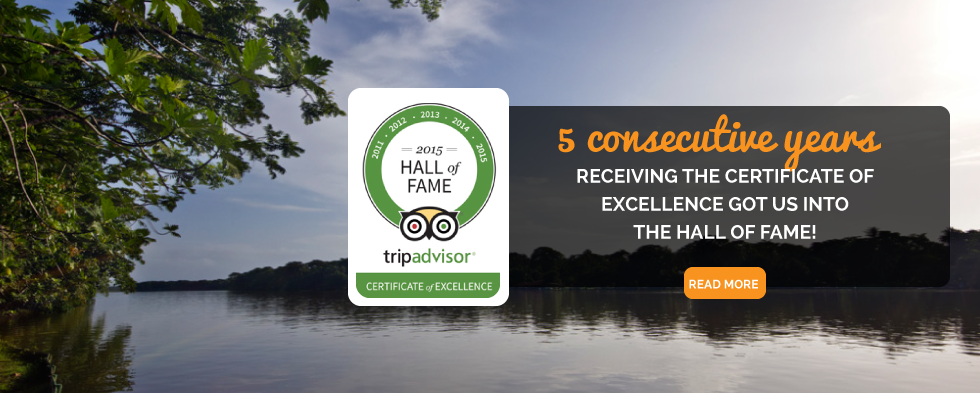 2011 • 2012 • 2013 • 2014 • 2015
2015
HALL of
FAME
tripadvisor®
CERTIFICATE of EXCELLENCE
5 consecutive years
RECEIVING THE CERTIFICATE OF
EXCELLENCE GOT US INTO
THE HALL OF FAME!
READ MORE